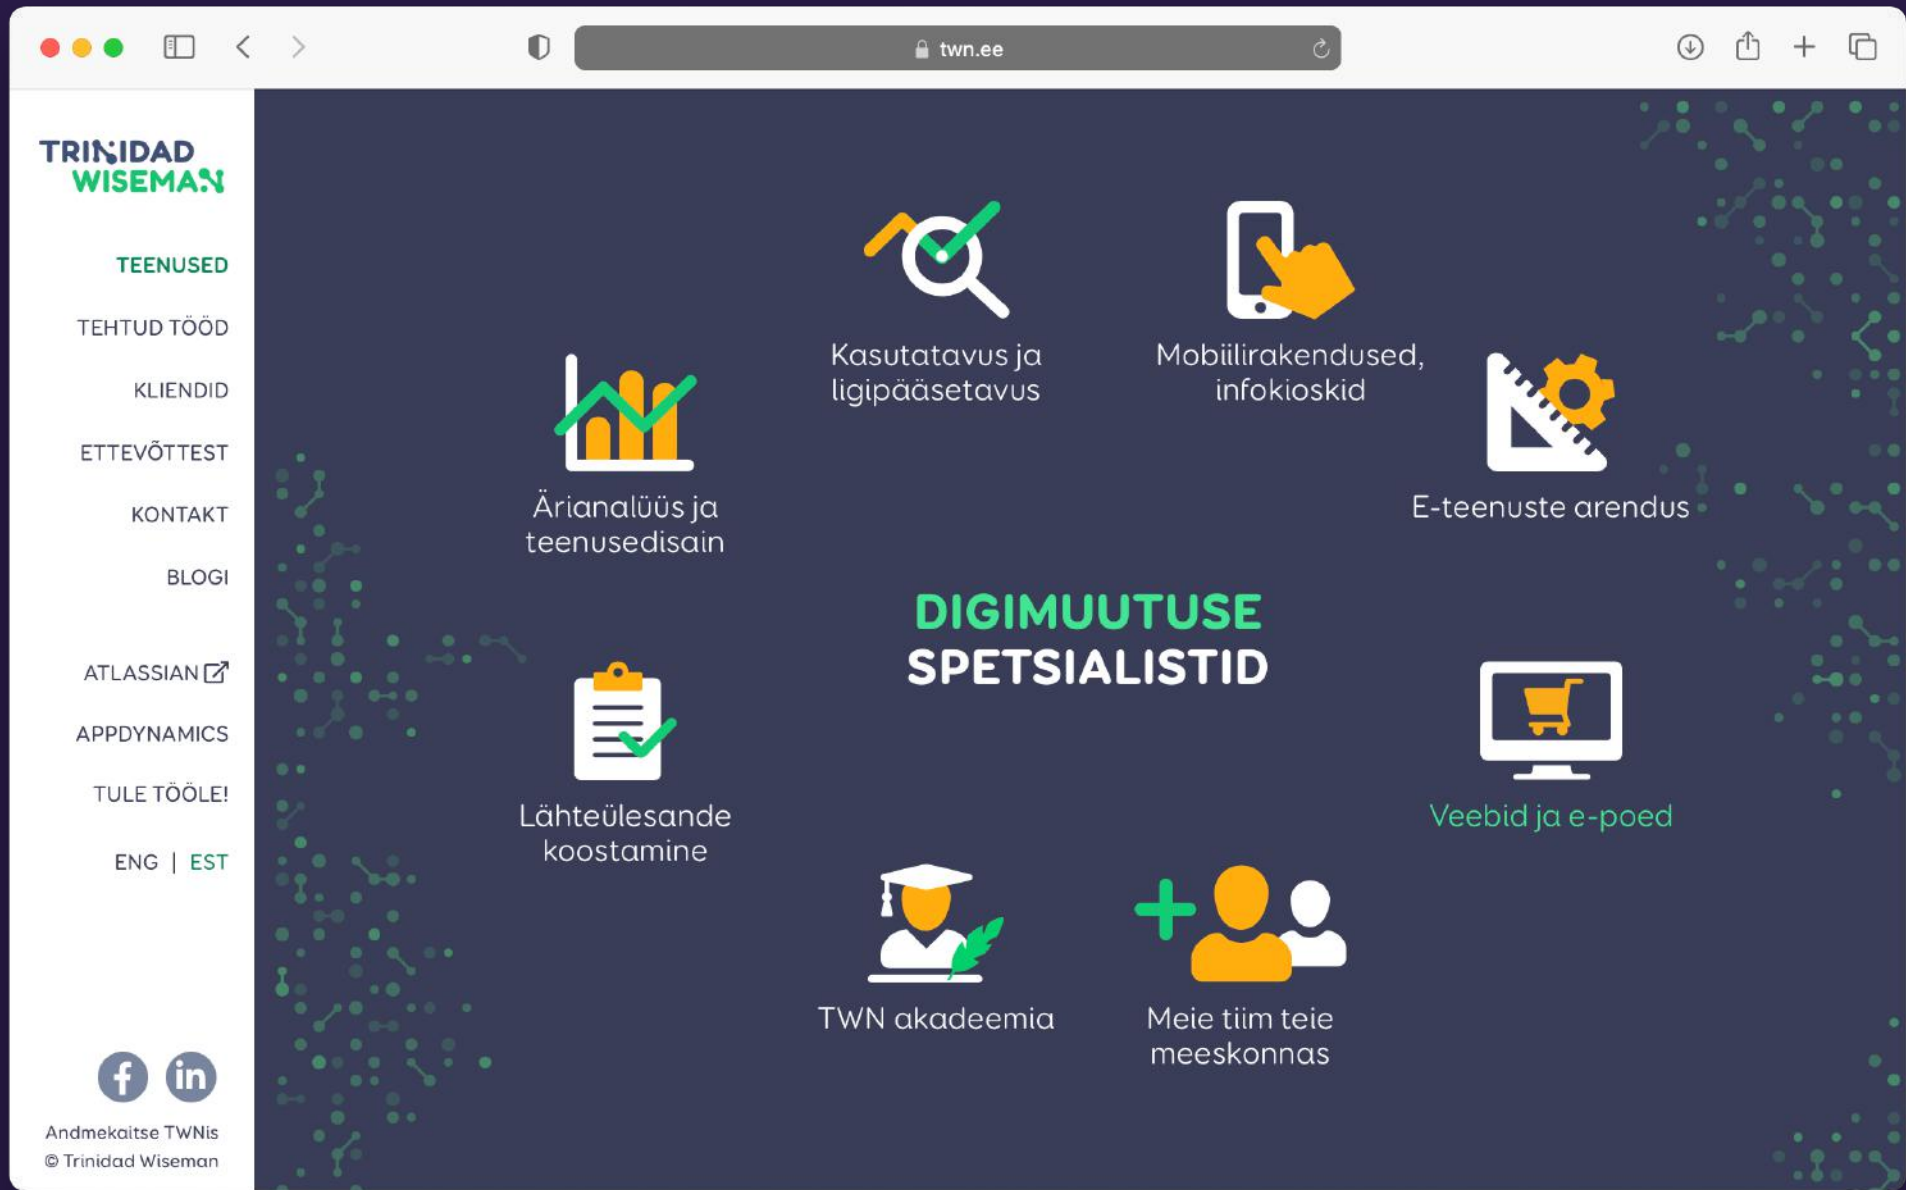 twn.ee
TRINIDAD
WISEMAN
TEENUSED
TEHTUD TÖÖD
KLIENDID
ETTEVÕTTEST
KONTAKT
BLOGI
ATLASSIAN
APPDYNAMICS
TULE TÖÖLE!
ENG | EST
f in
Andmekaitse TWNis
© Trinidad Wiseman
Kasutatavus ja
ligipääsetavus
Mobiilirakendused,
infokioskid
Ärianalüüs ja
teenusedisain
E-teenuste arendus
DIGIMUUTUSE
SPETSIALISTID
Lähteülesande
koostamine
Veebid ja e-poed
TWN akadeemia
Meie tiim teie
meeskonnas